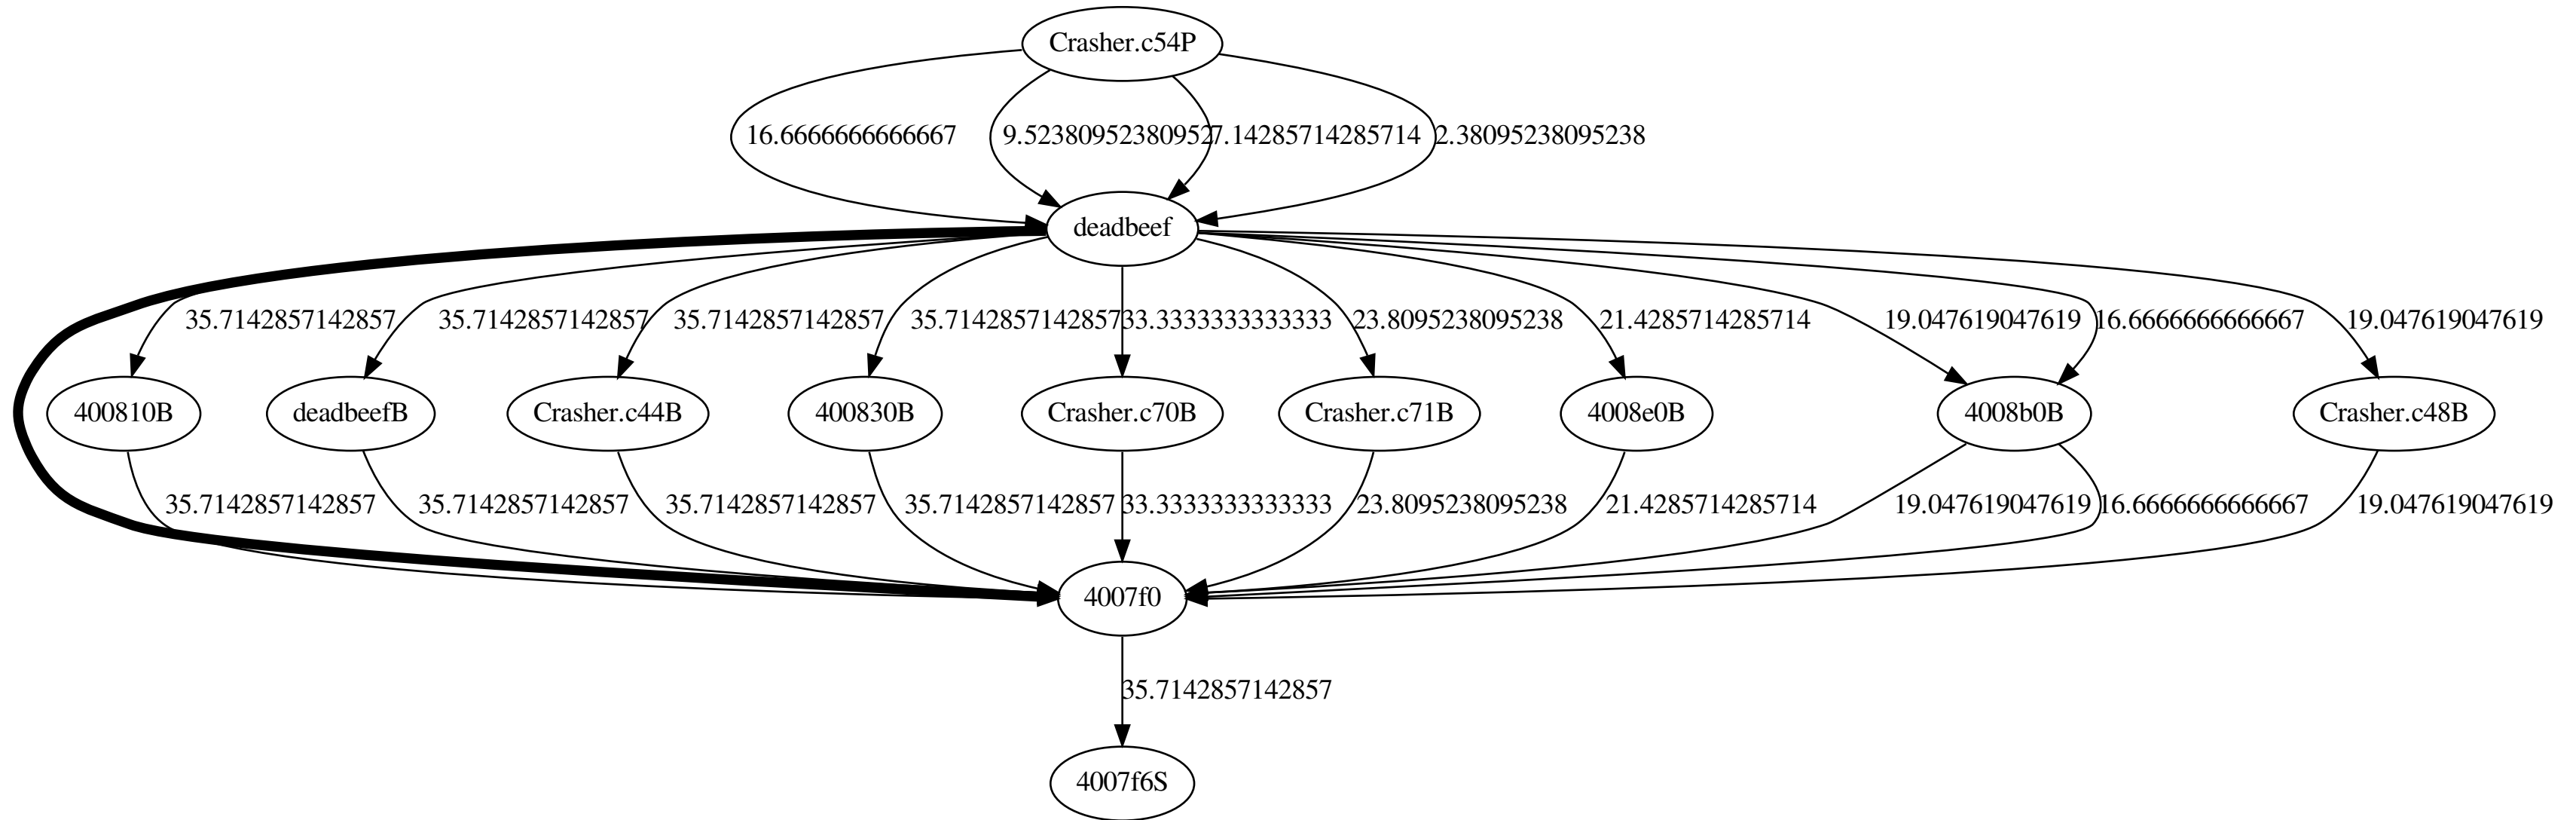 Crasher.c54P
16.6666666666667 9.52380952380952 7.14285714285714 2.38095238095238
deadbeef
35.7142857142857 35.7142857142857 35.7142857142857 35.7142857142857 33.3333333333333 23.8095238095238 21.4285714285714 19.047619047619 16.6666666666667 19.047619047619
400810B deadbeefB Crasher.c44B 400830B Crasher.c70B Crasher.c71B 4008e0B 4008b0B Crasher.c48B
35.7142857142857 35.7142857142857 35.7142857142857 35.7142857142857 33.3333333333333 23.8095238095238 21.4285714285714 19.047619047619 16.6666666666667 19.047619047619
4007f0
35.7142857142857
4007f6S